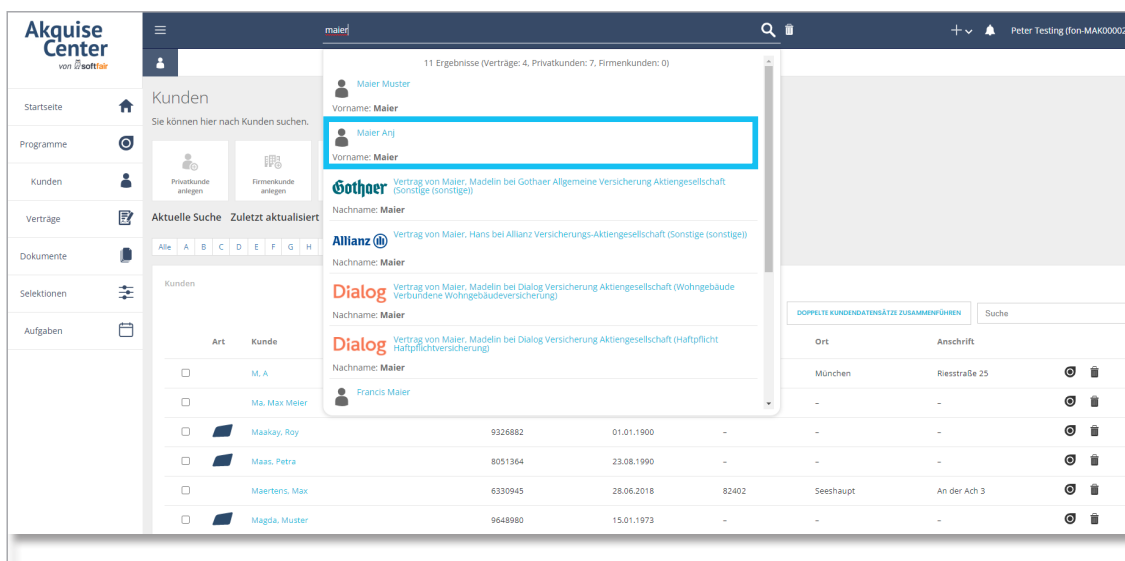 Akquise
Center
von softfair
maier
Peter Testing (fon-MAK00002
Startseite
Programme
Kunden
Verträge
Dokumente
Selektionen
Aufgaben
Kunden
Sie können hier nach Kunden suchen.
Privatkunde
anlegen
Firmenkunde
anlegen
Aktuelle Suche Zuletzt aktualisiert
Alle A B C D E F G H
11 Ergebnisse (Verträge: 4, Privatkunden: 7, Firmenkunden: 0)
Maier Muster
Vorname: Maier
Maier Anj
Vorname: Maier
Gothaer
Vertrag von Maier, Madelin bei Gothaer Allgemeine Versicherung Aktiengesellschaft
(Sonstige (sonstige))
Nachname: Maier
Allianz
Vertrag von Maier, Hans bei Allianz Versicherungs-Aktiengesellschaft (Sonstige (sonstige))
Nachname: Maier
Dialog
Vertrag von Maier, Madelin bei Dialog Versicherung Aktiengesellschaft (Wohngebäude
Verbundene Wohngebäudeversicherung)
Nachname: Maier
Dialog
Vertrag von Maier, Madelin bei Dialog Versicherung Aktiengesellschaft (Haftpflicht
Haftpflichtversicherung)
Nachname: Maier
Francis Maier
Kunden
DOPPELTE KUNDENDATENSÄTZE ZUSAMMENFÜHREN Suche
Art Kunde Ort Anschrift
M, A München Riesstraße 25
Ma, Max Meier – –
Maakay, Roy 9326882 01.01.1900 – – –
Maas, Petra 8051364 23.08.1990 – – –
Maertens, Max 6330945 28.06.2018 82402 Seeshaupt An der Ach 3
Magda, Muster 9648980 15.01.1973 – – –